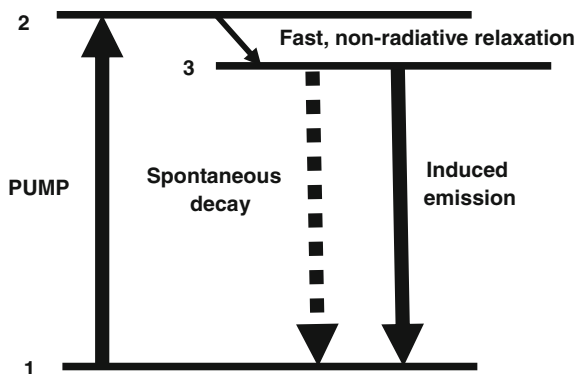 2
Fast, non-radiative relaxation
3
PUMP
Spontaneous
decay
Induced
emission
1